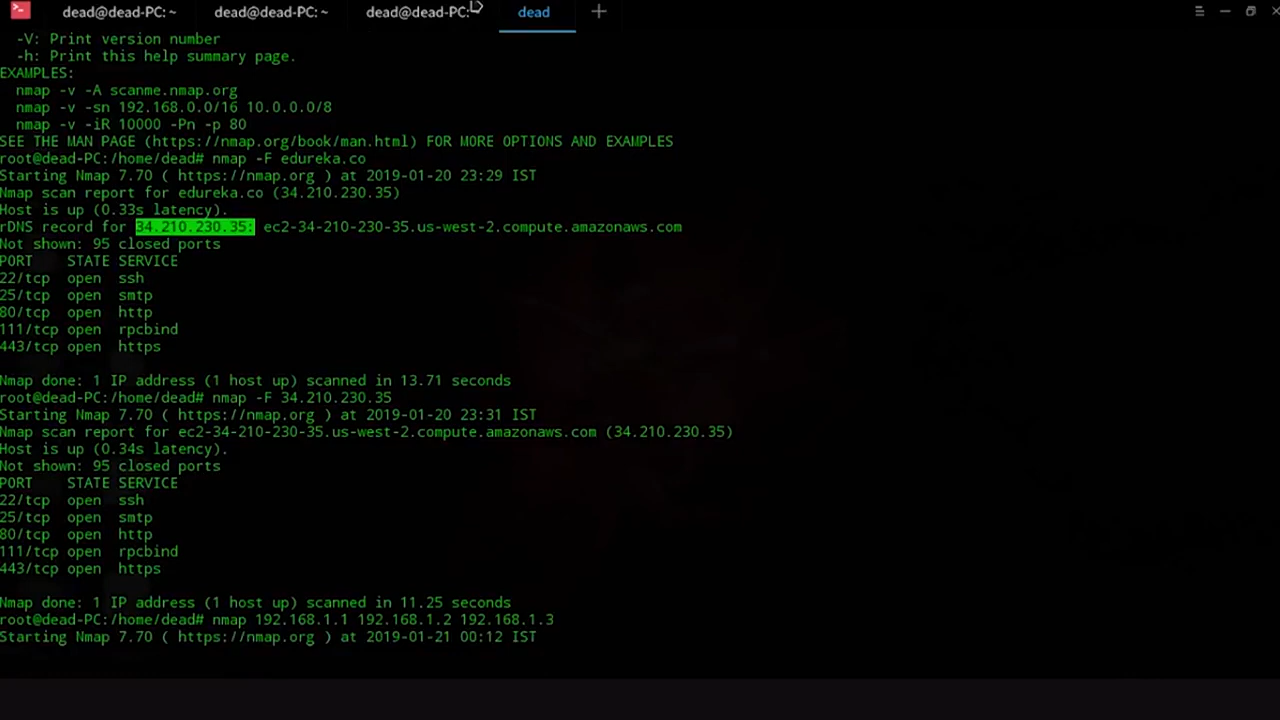 dead@dead-PC: ~ dead@dead-PC: ~ dead@dead-PC: dead
-V: Print version number
-h: Print this help summary page.
EXAMPLES:
nmap -v -A scanme.nmap.org
nmap -v -sn 192.168.0.0/16 10.0.0.0/8
nmap -v -iR 10000 -Pn -p 80
SEE THE MAN PAGE (https://nmap.org/book/man.html) FOR MORE OPTIONS AND EXAMPLES
root@dead-PC:/home/dead# nmap -F edureka.co
Starting Nmap 7.70 ( https://nmap.org ) at 2019-01-20 23:29 IST
Nmap scan report for edureka.co (34.210.230.35)
Host is up (0.33s latency).
rDNS record for 34.210.230.35: ec2-34-210-230-35.us-west-2.compute.amazonaws.com
Not shown: 95 closed ports
PORT    STATE SERVICE
22/tcp  open  ssh
25/tcp  open  smtp
80/tcp  open  http
111/tcp open  rpcbind
443/tcp open  https
Nmap done: 1 IP address (1 host up) scanned in 13.71 seconds
root@dead-PC:/home/dead# nmap -F 34.210.230.35
Starting Nmap 7.70 ( https://nmap.org ) at 2019-01-20 23:31 IST
Nmap scan report for ec2-34-210-230-35.us-west-2.compute.amazonaws.com (34.210.230.35)
Host is up (0.34s latency).
Not shown: 95 closed ports
PORT    STATE SERVICE
22/tcp  open  ssh
25/tcp  open  smtp
80/tcp  open  http
111/tcp open  rpcbind
443/tcp open  https
Nmap done: 1 IP address (1 host up) scanned in 11.25 seconds
root@dead-PC:/home/dead# nmap 192.168.1.1 192.168.1.2 192.168.1.3
Starting Nmap 7.70 ( https://nmap.org ) at 2019-01-21 00:12 IST